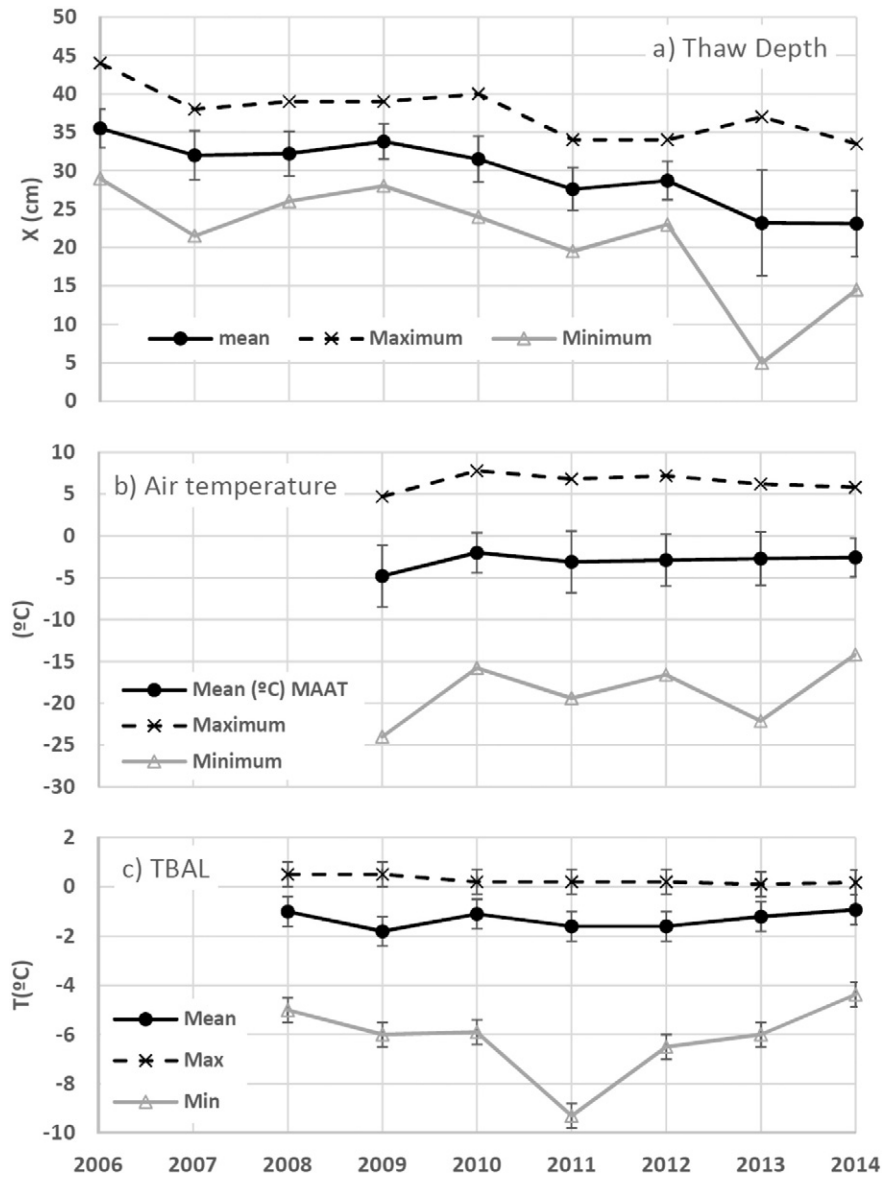 50
a) Thaw Depth
45
40
35
30
X (cm)
25
20
15
10
mean Maximum Minimum
5
0
10
b) Air temperature
5
0
-5
(ºC)
-10
-15
-20
Mean (ºC) MAAT
Maximum
-25
Minimum
-30
2
c) TBAL
0
-2
T(ºC)
-4
Mean
-6
Max
-8
Min
-10
2006 2007 2008 2009 2010 2011 2012 2013 2014